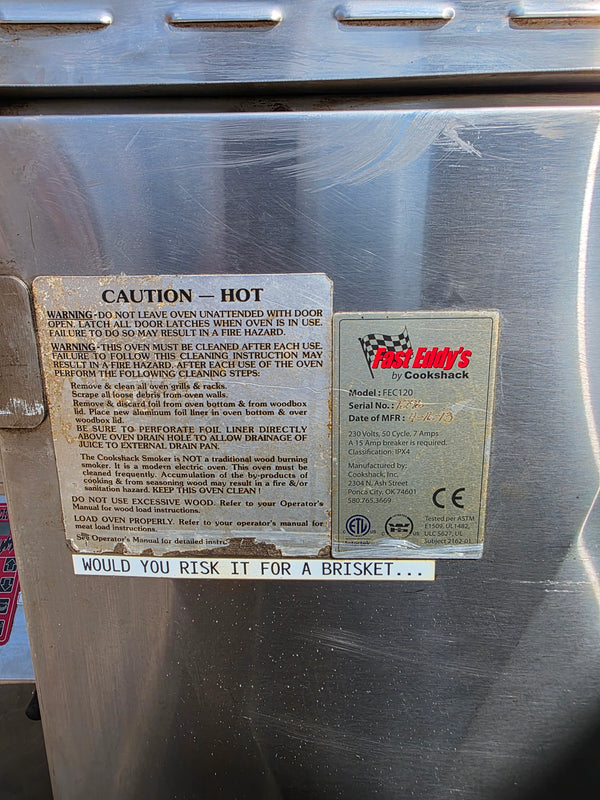 CAUTION — HOT
WARNING - DO NOT LEAVE OVEN UNATTENDED WITH DOOR
OPEN. LATCH ALL DOOR LATCHES WHEN OVEN IS IN USE.
FAILURE TO DO SO MAY RESULT IN A FIRE HAZARD.
WARNING - THIS OVEN MUST BE CLEANED AFTER EACH USE.
FAILURE TO FOLLOW THIS CLEANING INSTRUCTION MAY
RESULT IN A FIRE HAZARD. AFTER EACH USE OF THE OVEN
PERFORM THE FOLLOWING CLEANING STEPS:
Remove & clean all oven grills & racks.
Scrape all loose debris from oven walls.
Remove & discard foil from oven bottom & from woodbox
lid. Place new aluminum foil liner in oven bottom & over
woodbox lid.
BE SURE TO PERFORATE FOIL LINER DIRECTLY
ABOVE OVEN DRAIN HOLE TO ALLOW DRAINAGE OF
JUICE TO EXTERNAL DRAIN PAN.
The Cookshack Smoker is NOT a traditional wood burning
smoker. It is a modern electric oven. This oven must be
cleaned frequently. Accumulation of the by-products of
cooking & from seasoning wood may result in a fire &/or
sanitation hazard. KEEP THIS OVEN CLEAN !
DO NOT USE EXCESSIVE WOOD. Refer to your Operator's
Manual for wood load instructions.
LOAD OVEN PROPERLY. Refer to your operator's manual for
meat load instructions.
See Operator's Manual for detailed
Fast Eddy's
by Cookshack
Model: FEC120
Serial No.:
Date of MFR:
230 Volts, 50 Cycle, 7 Amps
A 15 Amp breaker is required.
Classification: IPX4
Manufactured by:
Cookshack, Inc.
2304 N. Ash Street
Ponca City, OK 74601
580.765.3669
CE
ETL
Tested per ASTM
E1508, UL1482,
ULC S627, UL
Subject 2162-01
WOULD YOU RISK IT FOR A BRISKET...